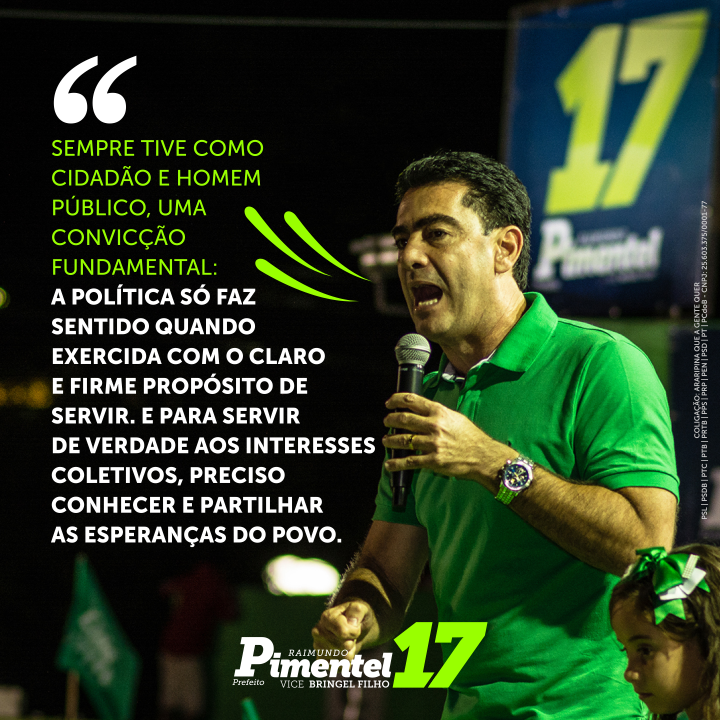 “
SEMPRE TIVE COMO
CIDADÃO E HOMEM
PÚBLICO, UMA
CONVICÇÃO
FUNDAMENTAL:
A POLÍTICA SÓ FAZ
SENTIDO QUANDO
EXERCIDA COM O CLARO
E FIRME PROPÓSITO DE
SERVIR. E PARA SERVIR
DE VERDADE AOS INTERESSES
COLETIVOS, PRECISO
CONHECER E PARTILHAR
AS ESPERANÇAS DO POVO.
17
Pimentel
COLIGAÇÃO: ARARIPINA QUE A GENTE QUER
PSL | PSDB | PTC | PTB | PRTB | PPS | PRP | PEN | PSD | PT | PCdoB - CNPJ: 25.603.375/0001-77
RAIMUNDO
Pimentel 17
Prefeito VICE BRINGEL FILHO